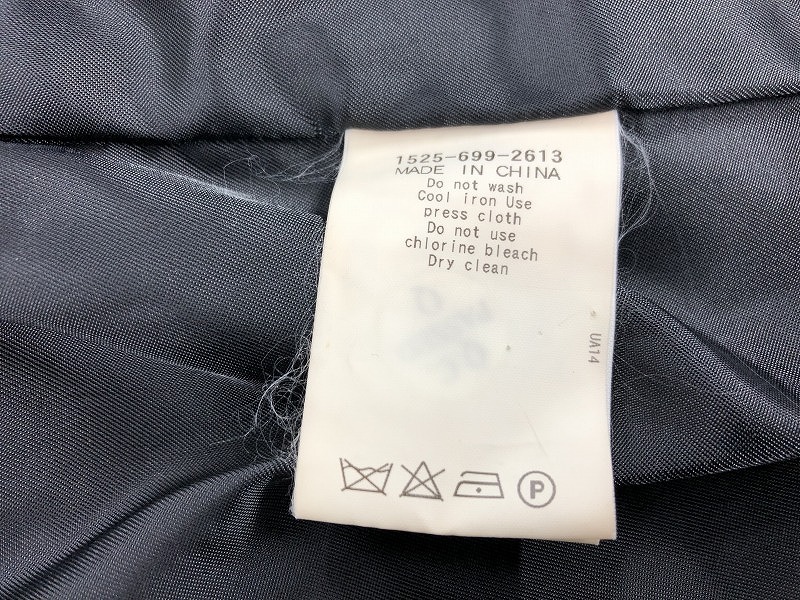 1525-699-2613
MADE IN CHINA
Do not wash
Cool iron Use
press cloth
Do not use
chlorine bleach
Dry clean
UA14
P